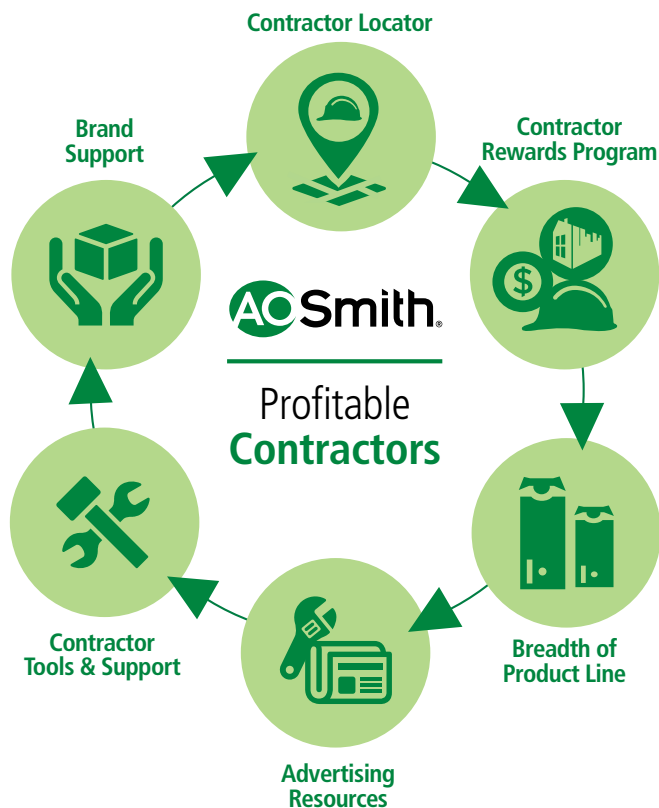 Contractor Locator
Brand
Support
Contractor
Rewards Program
$
AOSmith®
Profitable
Contractors
Contractor
Tools & Support
Breadth of
Product Line
Advertising
Resources